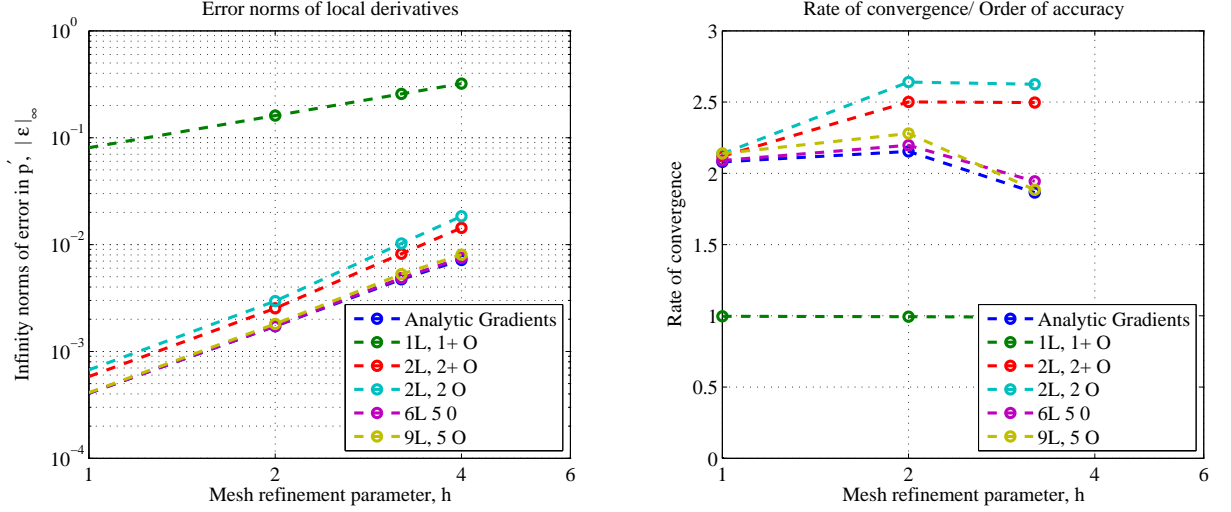 Error norms of local derivatives
10^0
10^-1
10^-2
10^-3
10^-4
Infinity norms of error in p′, |ε|∞
1 2 4 6
Mesh refinement parameter, h
Analytic Gradients
1L, 1+ O
2L, 2+ O
2L, 2 O
6L 5 0
9L, 5 O
Rate of convergence/ Order of accuracy
3
2.5
2
1.5
1
0.5
0
Rate of convergence
1 2 4 6
Mesh refinement parameter, h
Analytic Gradients
1L, 1+ O
2L, 2+ O
2L, 2 O
6L 5 0
9L, 5 O